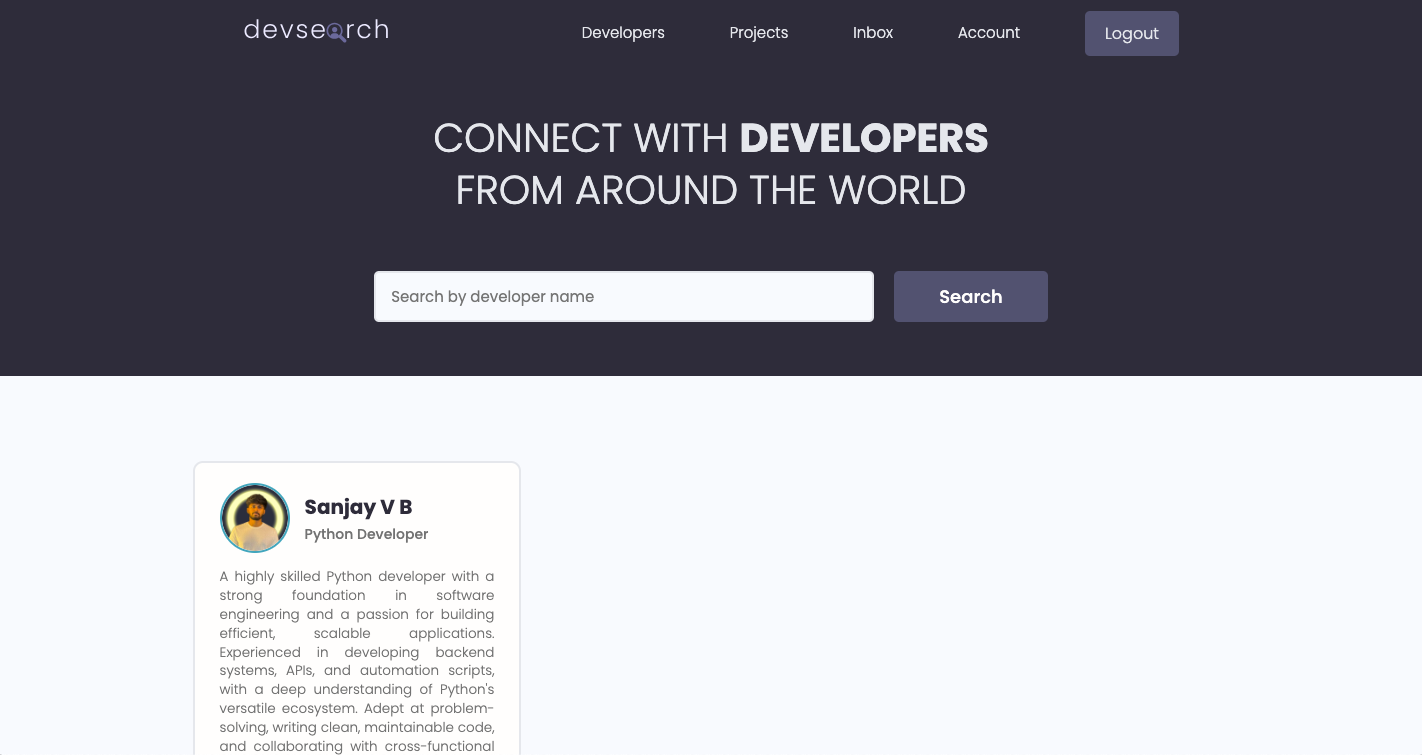 devsearch
Developers
Projects
Inbox
Account
Logout
CONNECT WITH DEVELOPERS
FROM AROUND THE WORLD
Search by developer name
Search
Sanjay V B
Python Developer
A highly skilled Python developer with a
strong foundation in software
engineering and a passion for building
efficient, scalable applications.
Experienced in developing backend
systems, APIs, and automation scripts,
with a deep understanding of Python's
versatile ecosystem. Adept at problem-
solving, writing clean, maintainable code,
and collaborating with cross-functional